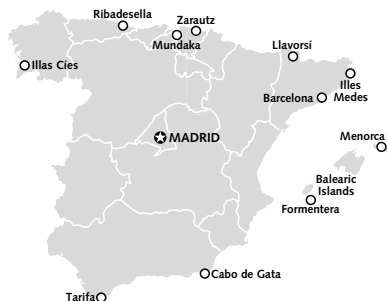 Ribadesella
Zarautz
Mundaka
Llavorsí
Illas Cíes
Illes
Medes
Barcelona
MADRID
Menorca
Balearic
Islands
Formentera
Cabo de Gata
Tarifa